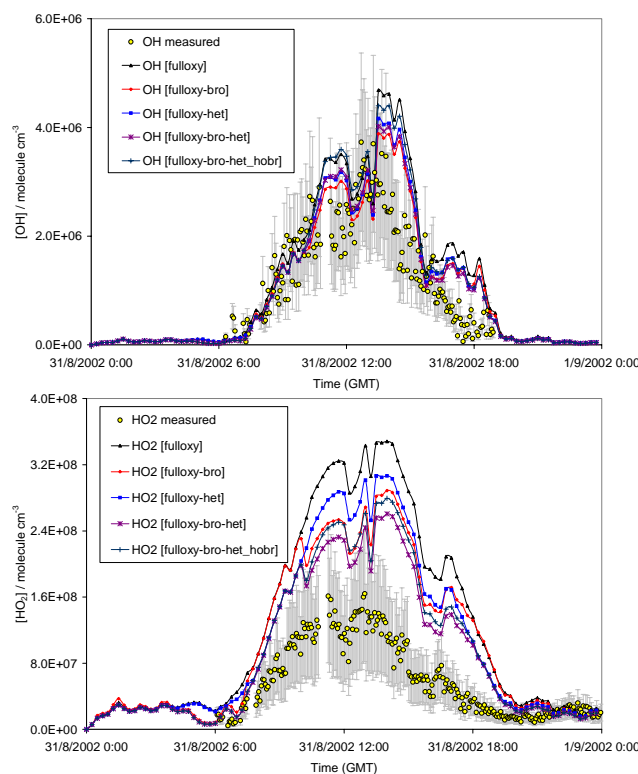 6.0E+06
4.0E+06
2.0E+06
0.0E+00
[OH] / molecule cm-3
OH measured
OH [fulloxy]
OH [fulloxy-bro]
OH [fulloxy-het]
OH [fulloxy-bro-het]
OH [fulloxy-bro-het_hobr]
31/8/2002 0:00 31/8/2002 6:00 31/8/2002 12:00 31/8/2002 18:00 1/9/2002 0:00
Time (GMT)
4.0E+08
3.2E+08
2.4E+08
1.6E+08
8.0E+07
0.0E+00
[HO2] / molecule cm-3
HO2 measured
HO2 [fulloxy]
HO2 [fulloxy-bro]
HO2 [fulloxy-het]
HO2 [fulloxy-bro-het]
HO2 [fulloxy-bro-het_hobr]
31/8/2002 0:00 31/8/2002 6:00 31/8/2002 12:00 31/8/2002 18:00 1/9/2002 0:00
Time (GMT)